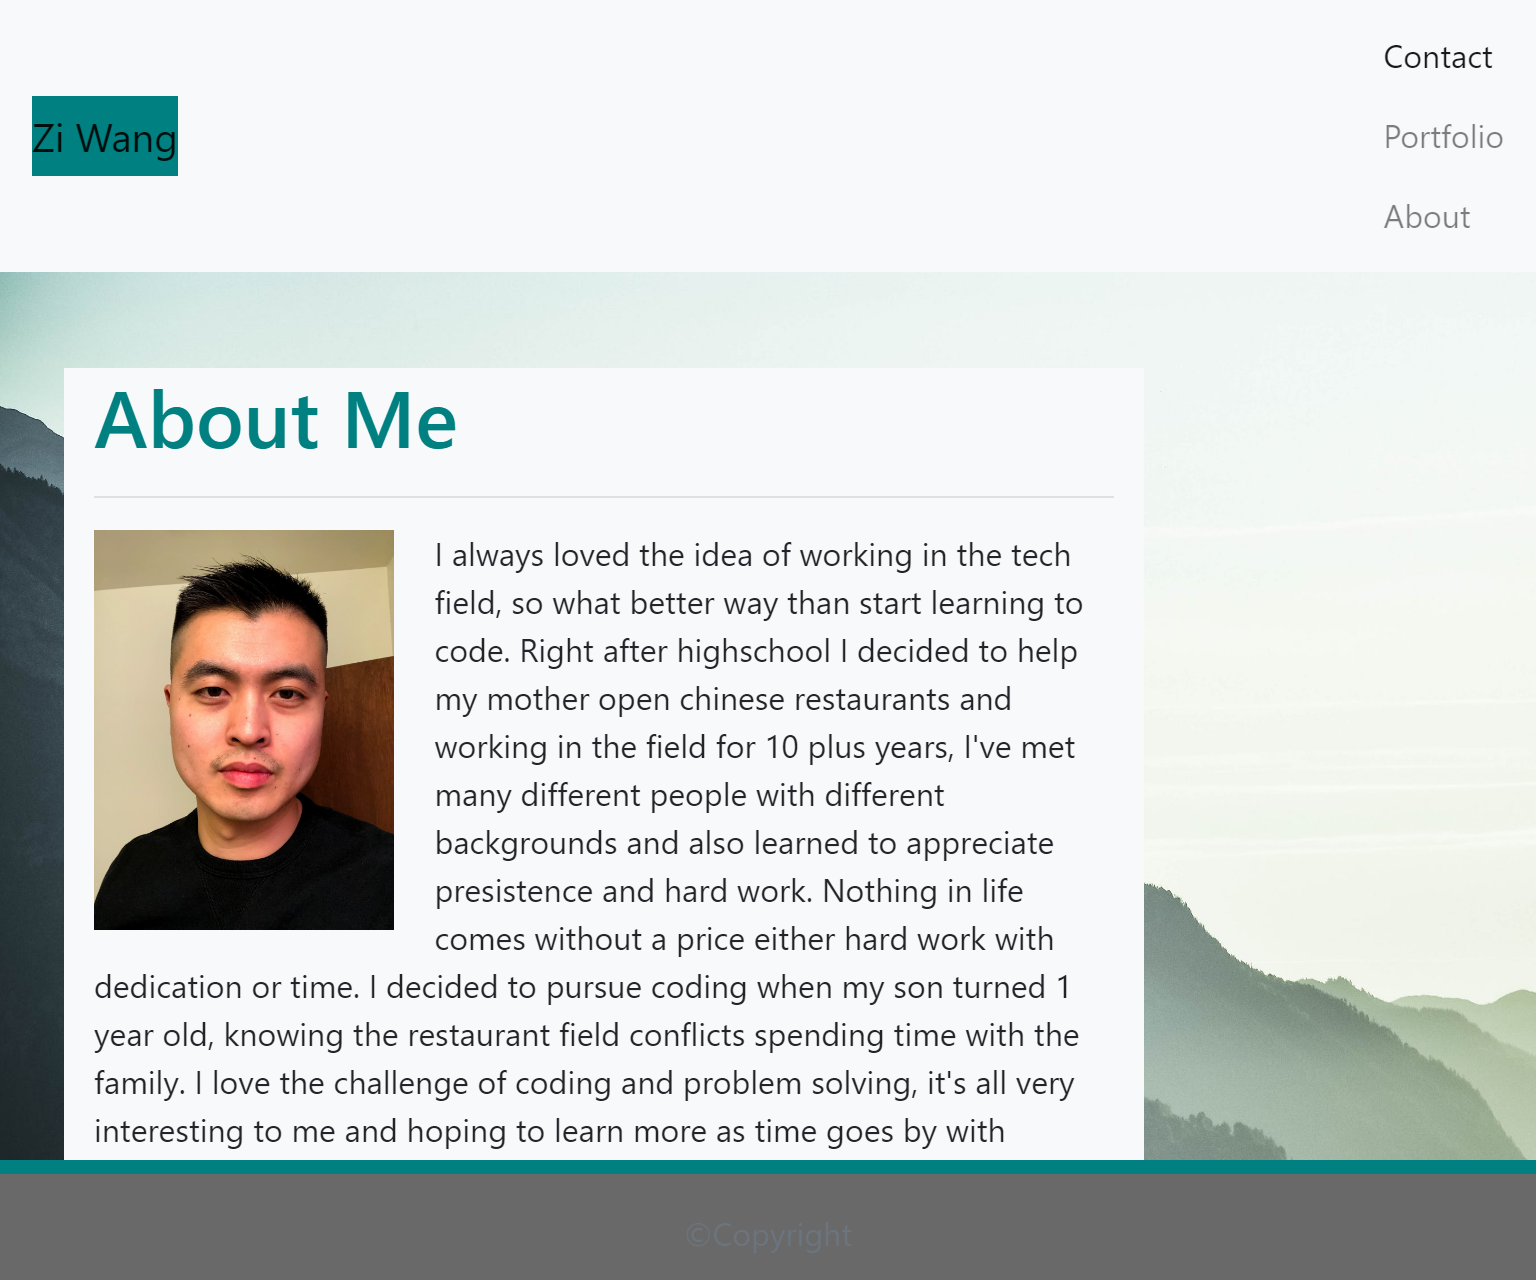 Zi Wang
Contact
Portfolio
About
About Me
I always loved the idea of working in the tech
field, so what better way than start learning to
code. Right after highschool I decided to help
my mother open chinese restaurants and
working in the field for 10 plus years, I've met
many different people with different
backgrounds and also learned to appreciate
presistence and hard work. Nothing in life
comes without a price either hard work with
dedication or time. I decided to pursue coding when my son turned 1
year old, knowing the restaurant field conflicts spending time with the
family. I love the challenge of coding and problem solving, it's all very
interesting to me and hoping to learn more as time goes by with
©Copyright